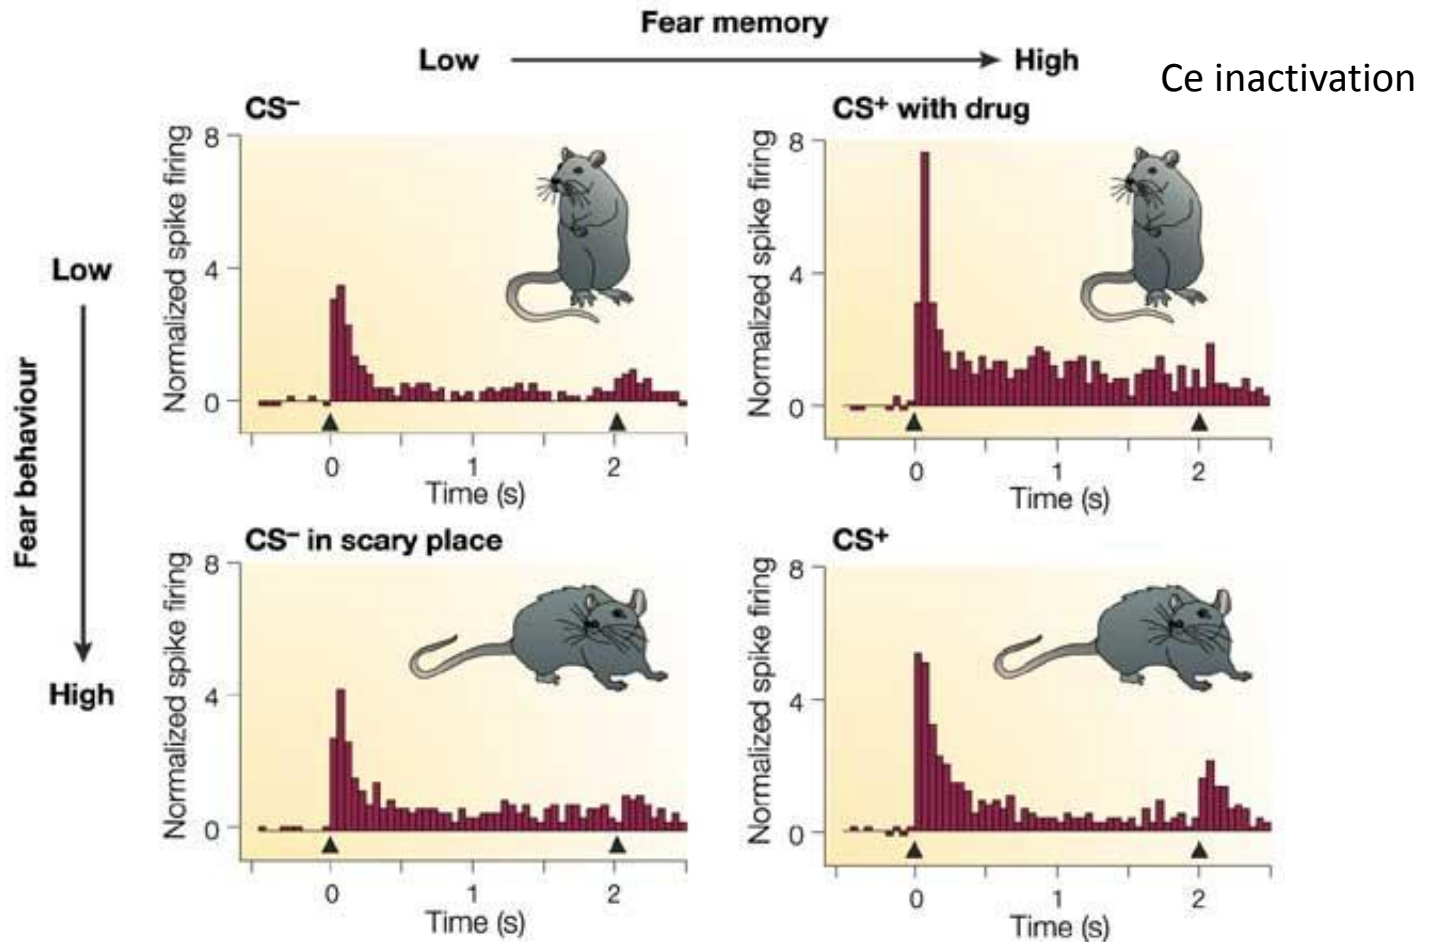 Fear memory
Low High
Ce inactivation
CS⁻
CS⁺ with drug
Normalized spike firing
8
4
0
0 1 2
Time (s)
Normalized spike firing
8
4
0
0 1 2
Time (s)
Low
Fear behaviour
High
CS⁻ in scary place
CS⁺
Normalized spike firing
8
4
0
0 1 2
Time (s)
Normalized spike firing
8
4
0
0 1 2
Time (s)